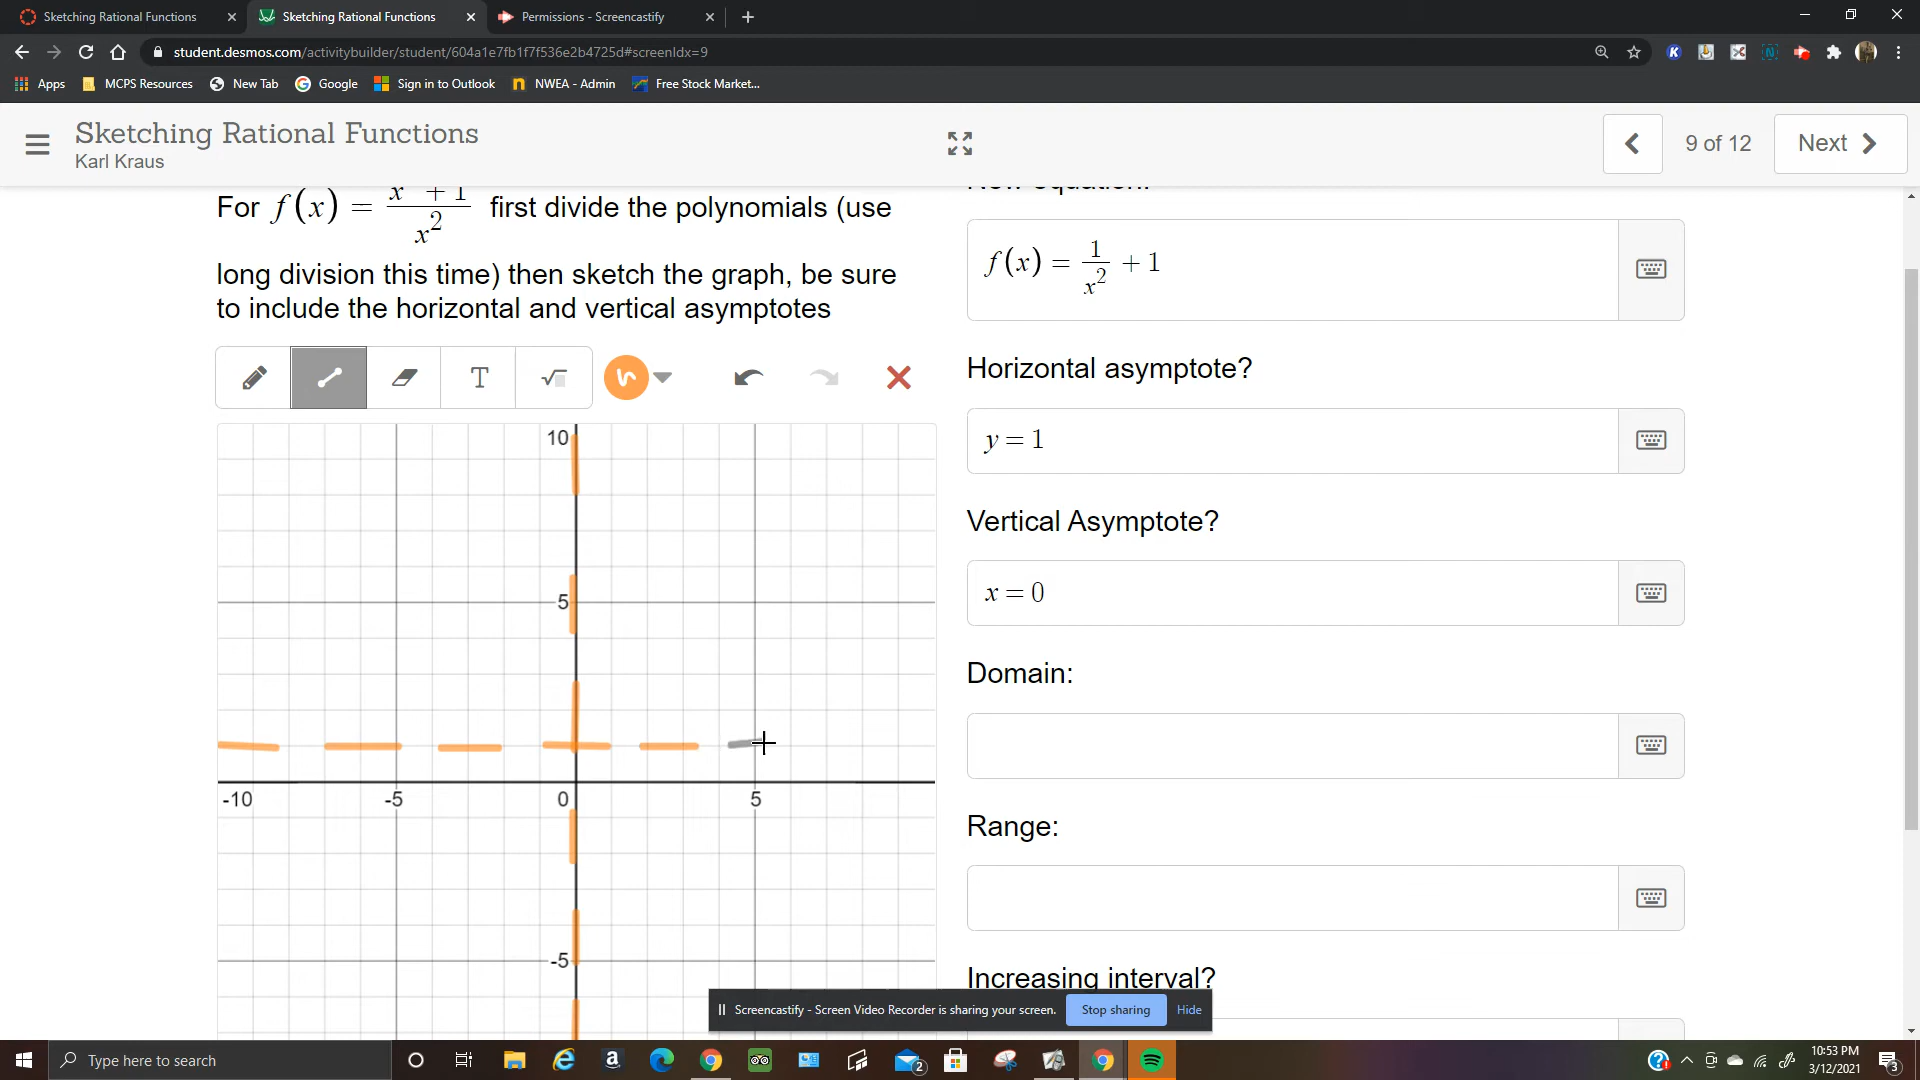 Sketching Rational Functions
Sketching Rational Functions
Permissions - Screencastify
student.desmos.com/activitybuilder/student/604a1e7fb1f7f536e2b4725d#screenIdx=9
Apps
MCPS Resources
New Tab
Google
Sign in to Outlook
NWEA - Admin
Free Stock Market...
Sketching Rational Functions
Karl Kraus
9 of 12
Next
For f(x) = (x + 1)/x² first divide the polynomials (use
long division this time) then sketch the graph, be sure
to include the horizontal and vertical asymptotes
T
10
5
-10
-5
0
5
-5
f(x) = 1/x² + 1
Horizontal asymptote?
y = 1
Vertical Asymptote?
x = 0
Domain:
Range:
Increasing interval?
Screencastify - Screen Video Recorder is sharing your screen.
Stop sharing
Hide
Type here to search
2
10:53 PM
3/12/2021
3